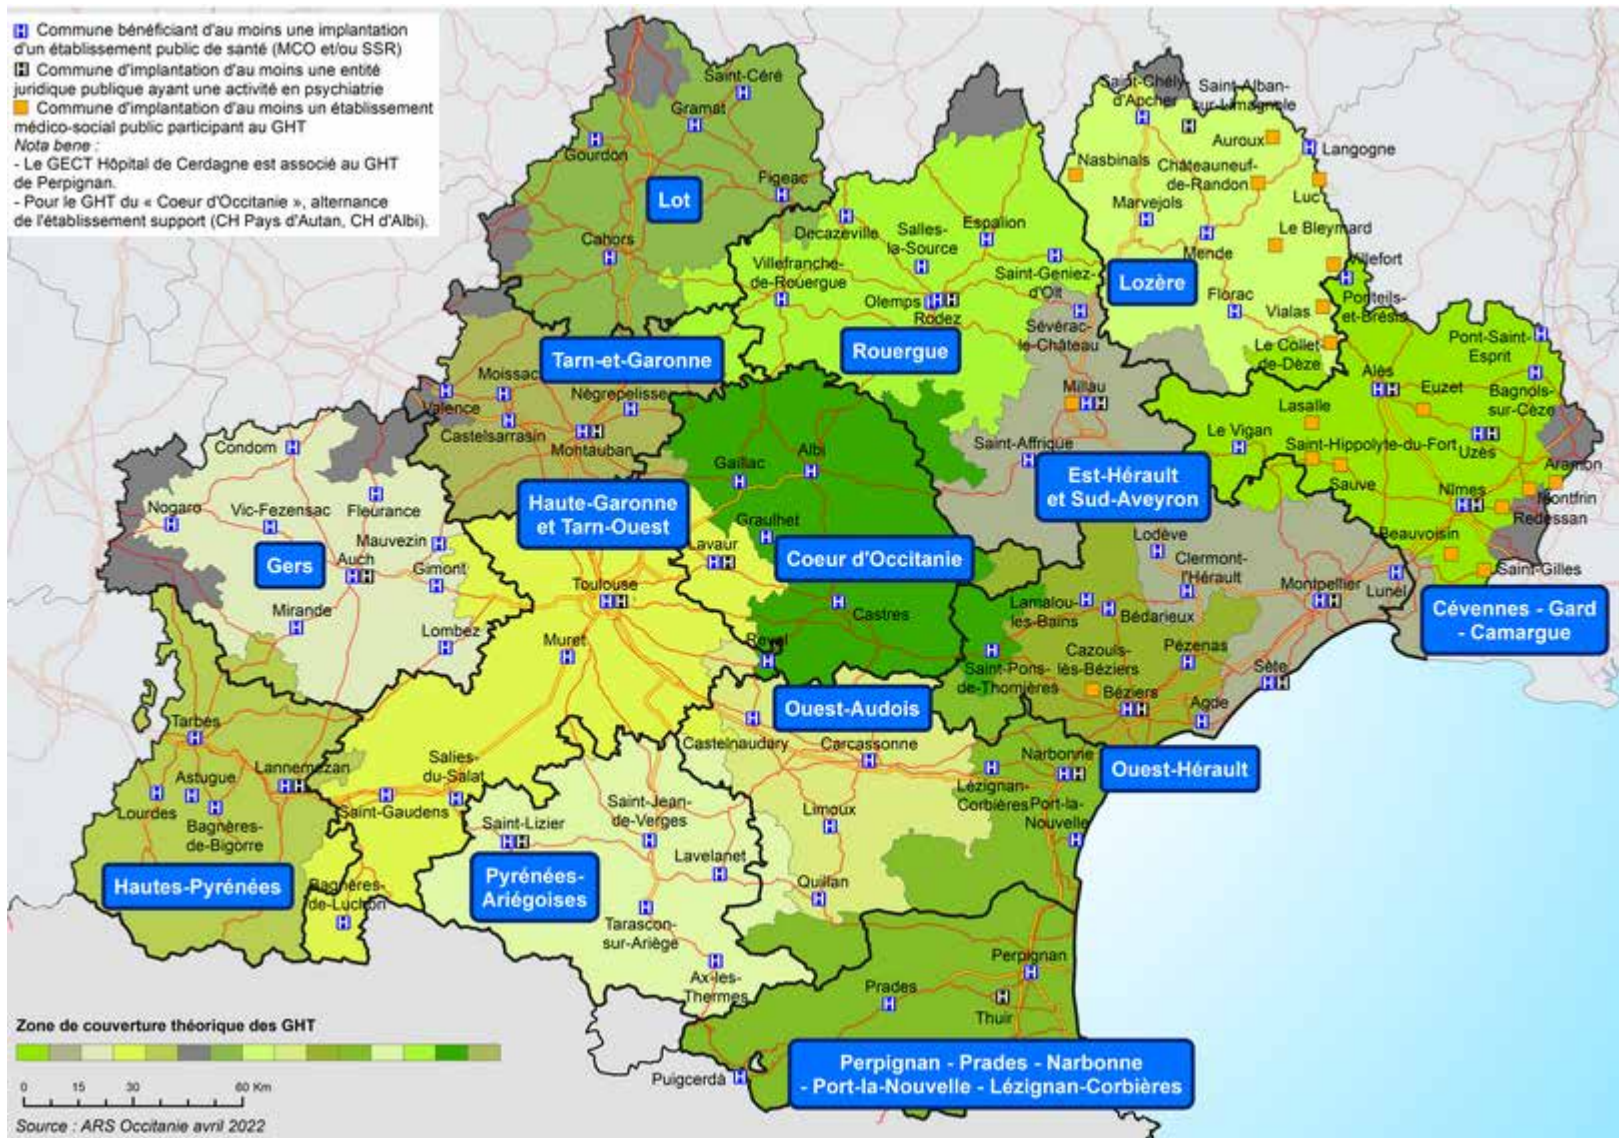 Commune bénéficiant d'au moins une implantation
d'un établissement public de santé (MCO et/ou SSR)
Commune d'implantation d'au moins une entité
juridique publique ayant une activité en psychiatrie
Commune d'implantation d'au moins un établissement
médico-social public participant au GHT
Nota bene :
- Le GECT Hôpital de Cerdagne est associé au GHT
de Perpignan.
- Pour le GHT du « Coeur d'Occitanie », alternance
de l'établissement support (CH Pays d'Autan, CH d'Albi).
Saint-Céré
Gramat
Gourdon
Figeac
Lot
Cahors
Saint-Chély
d'Apcher
Saint-Alban-
sur-Limagnole
Auroux
Langogne
Nasbinals
Châteauneuf-
de-Randon
Luc
Marvejols
Le Bleymard
Mende
Villefort
Lozère
Florac
Vialas
Ponteils-
et-Brésis
Le Collet-
de-Dèze
Decazeville
Salles-
la-Source
Espalion
Villefranche-
de-Rouergue
Saint-Geniez-
d'Olt
Olemps
Rodez
Sévérac-
le-Château
Rouergue
Millau
Saint-Affrique
Tarn-et-Garonne
Moissac
Nègrepelisse
Valence
Castelsarrasin
Montauban
Pont-Saint-
Esprit
Alès
Euzet
Bagnols-
sur-Cèze
Lasalle
Le Vigan
Saint-Hippolyte-du-Fort
Uzès
Sauve
Aramon
Nîmes
Montfrin
Redessan
Beauvoisin
Saint-Gilles
Cévennes - Gard
- Camargue
Est-Hérault
et Sud-Aveyron
Lodève
Clermont-
l'Hérault
Montpellier
Lunel
Condom
Nogaro
Vic-Fezensac
Fleurance
Mauvezin
Gers
Auch
Gimont
Mirande
Lombez
Haute-Garonne
et Tarn-Ouest
Gaillac
Albi
Graulhet
Lavaur
Coeur d'Occitanie
Toulouse
Castres
Muret
Revel
Lamalou-
les-Bains
Bédarieux
Cazouls-
lès-Béziers
Pézenas
Saint-Pons-
de-Thomières
Béziers
Sète
Agde
Ouest-Audois
Ouest-Hérault
Castelnaudary
Carcassonne
Narbonne
Lézignan-
Corbières
Port-la-
Nouvelle
Limoux
Quillan
Tarbes
Astugue
Lannemezan
Lourdes
Bagnères-
de-Bigorre
Hautes-Pyrénées
Salies-
du-Salat
Saint-Gaudens
Bagnères-
de-Luchon
Saint-Lizier
Saint-Jean-
de-Verges
Lavelanet
Pyrénées-
Ariégoises
Tarascon-
sur-Ariège
Ax-les-
Thermes
Perpignan
Prades
Thuir
Puigcerdà
Perpignan - Prades - Narbonne
- Port-la-Nouvelle - Lézignan-Corbières
Zone de couverture théorique des GHT
0 15 30 60 Km
Source : ARS Occitanie avril 2022